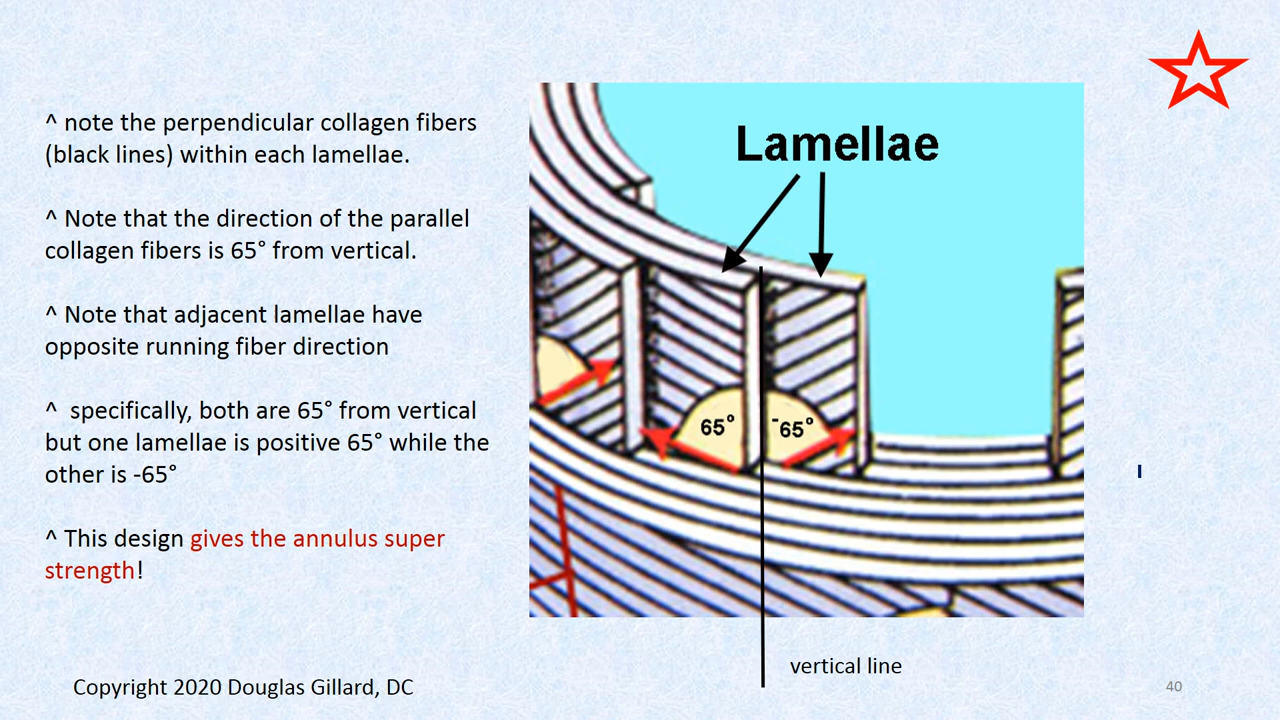 ^ note the perpendicular collagen fibers
(black lines) within each lamellae.
^ Note that the direction of the parallel
collagen fibers is 65° from vertical.
^ Note that adjacent lamellae have
opposite running fiber direction
^  specifically, both are 65° from vertical
but one lamellae is positive 65° while the
other is -65°
^ This design gives the annulus super
strength!
Lamellae
65°
-65°
vertical line
Copyright 2020 Douglas Gillard, DC
40